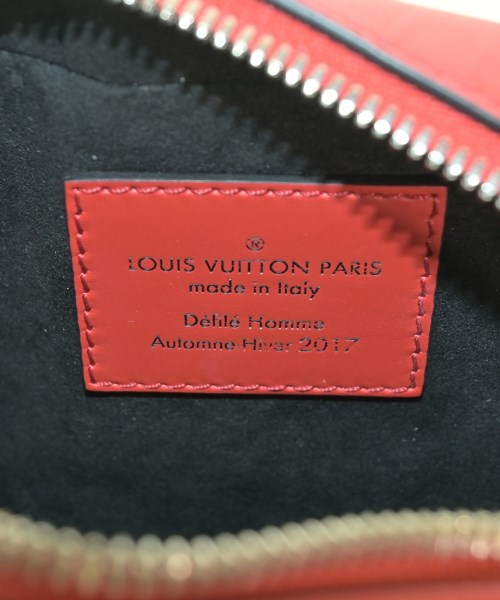 ®
LOUIS VUITTON PARIS
made in Italy
Défilé Homme
Automne-Hiver 2017